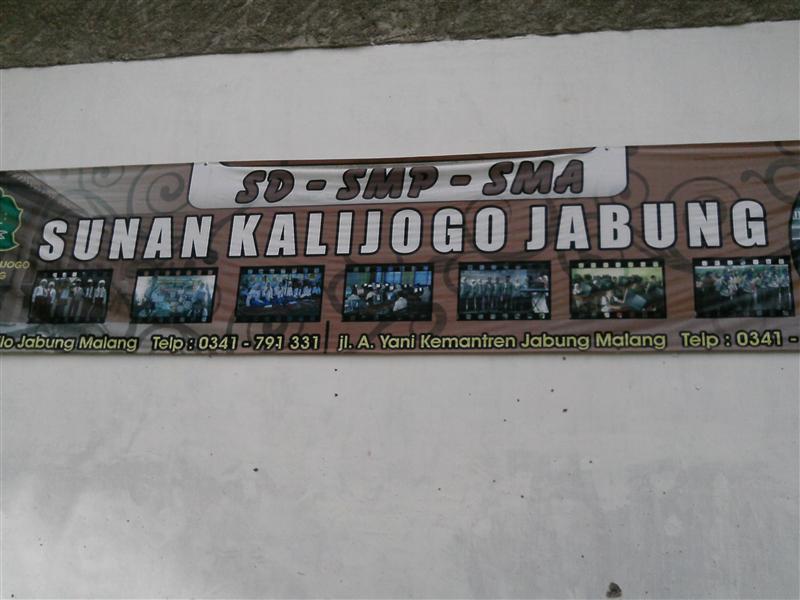 SD - SMP - SMA
SUNAN KALIJOGO JABUNG
Jabung Malang Telp : 0341 - 791 331 jl. A. Yani Kemantren Jabung Malang Telp : 0341 -